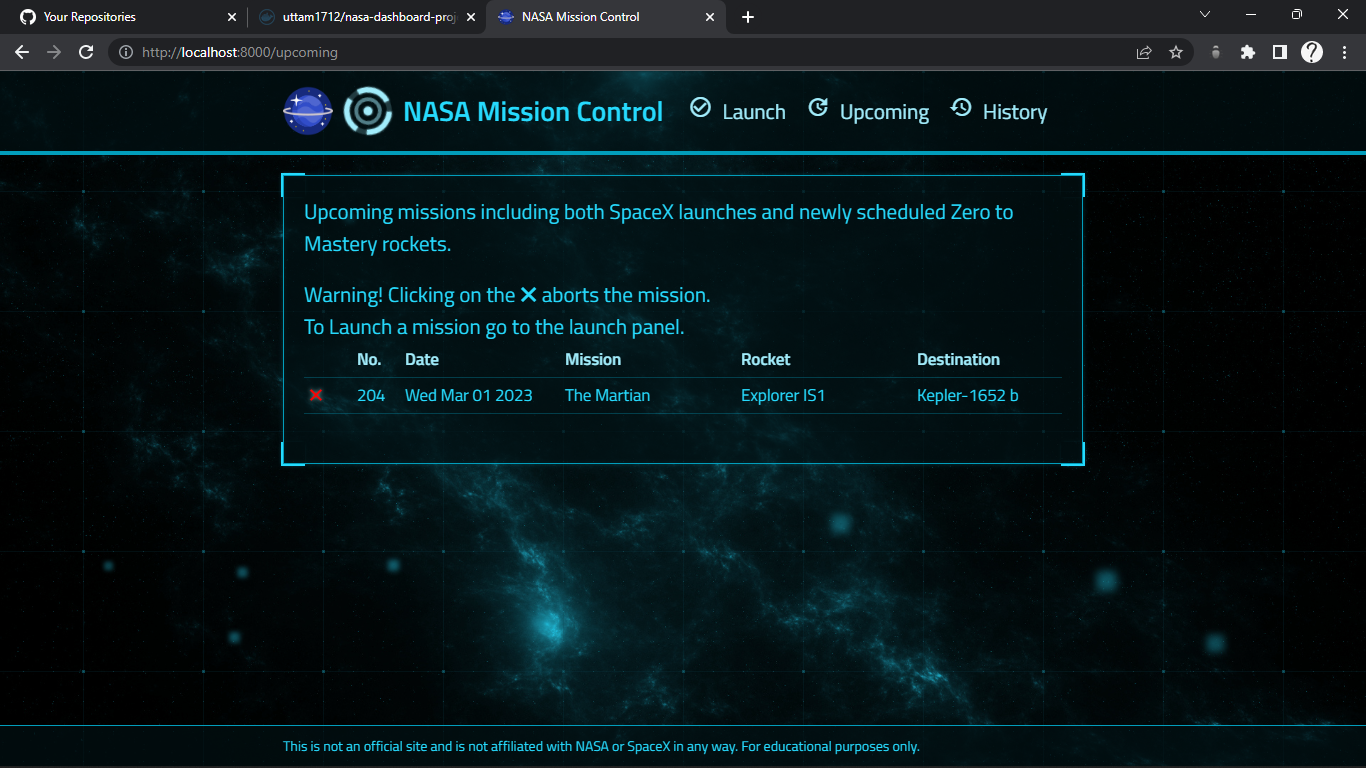 Your Repositories
uttam1712/nasa-dashboard-proj
NASA Mission Control
http://localhost:8000/upcoming
NASA Mission Control
Launch
Upcoming
History
Upcoming missions including both SpaceX launches and newly scheduled Zero to
Mastery rockets.
Warning! Clicking on the ✕ aborts the mission.
To Launch a mission go to the launch panel.
No. Date Mission Rocket Destination
✕ 204 Wed Mar 01 2023 The Martian Explorer IS1 Kepler-1652 b
This is not an official site and is not affiliated with NASA or SpaceX in any way. For educational purposes only.